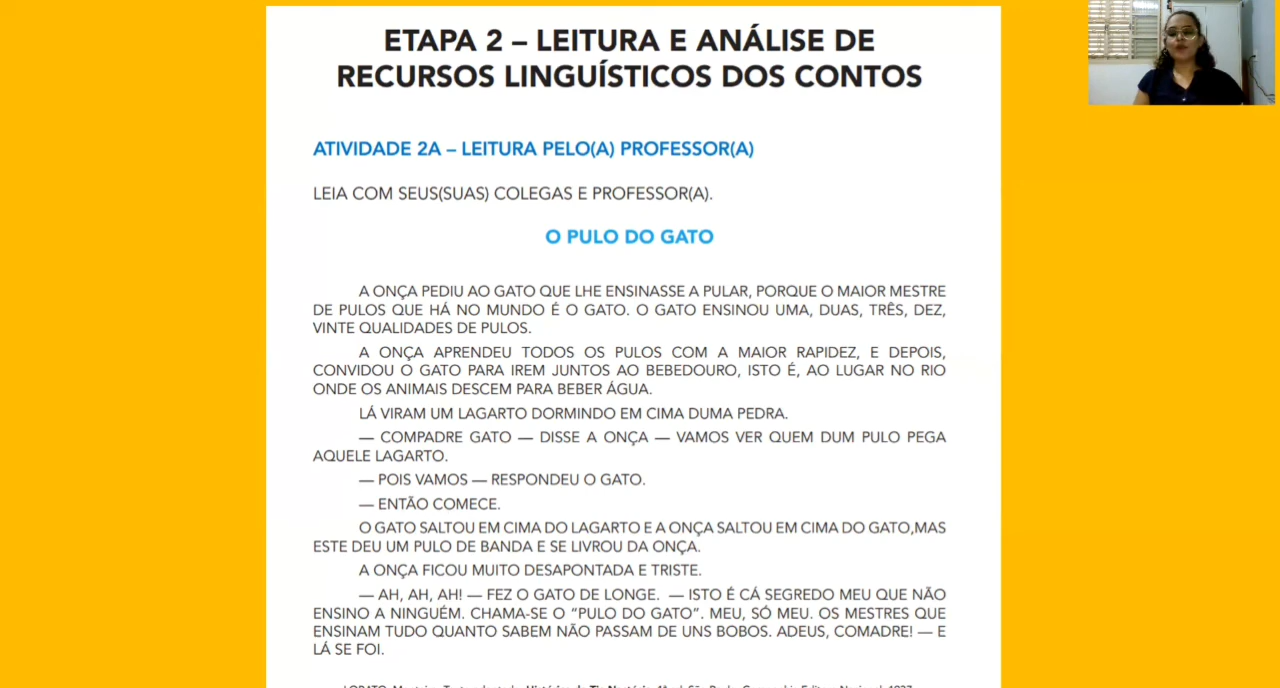 ETAPA 2 – LEITURA E ANÁLISE DE
RECURSOS LINGUÍSTICOS DOS CONTOS
ATIVIDADE 2A – LEITURA PELO(A) PROFESSOR(A)
LEIA COM SEUS(SUAS) COLEGAS E PROFESSOR(A).
O PULO DO GATO
A ONÇA PEDIU AO GATO QUE LHE ENSINASSE A PULAR, PORQUE O MAIOR MESTRE
DE PULOS QUE HÁ NO MUNDO É O GATO. O GATO ENSINOU UMA, DUAS, TRÊS, DEZ,
VINTE QUALIDADES DE PULOS.
A ONÇA APRENDEU TODOS OS PULOS COM A MAIOR RAPIDEZ, E DEPOIS,
CONVIDOU O GATO PARA IREM JUNTOS AO BEBEDOURO, ISTO É, AO LUGAR NO RIO
ONDE OS ANIMAIS DESCEM PARA BEBER ÁGUA.
LÁ VIRAM UM LAGARTO DORMINDO EM CIMA DUMA PEDRA.
— COMPADRE GATO — DISSE A ONÇA — VAMOS VER QUEM DUM PULO PEGA
AQUELE LAGARTO.
— POIS VAMOS — RESPONDEU O GATO.
— ENTÃO COMECE.
O GATO SALTOU EM CIMA DO LAGARTO E A ONÇA SALTOU EM CIMA DO GATO,MAS
ESTE DEU UM PULO DE BANDA E SE LIVROU DA ONÇA.
A ONÇA FICOU MUITO DESAPONTADA E TRISTE.
— AH, AH, AH! — FEZ O GATO DE LONGE. — ISTO É CÁ SEGREDO MEU QUE NÃO
ENSINO A NINGUÉM. CHAMA-SE O “PULO DO GATO”. MEU, SÓ MEU. OS MESTRES QUE
ENSINAM TUDO QUANTO SABEM NÃO PASSAM DE UNS BOBOS. ADEUS, COMADRE! — E
LÁ SE FOI.